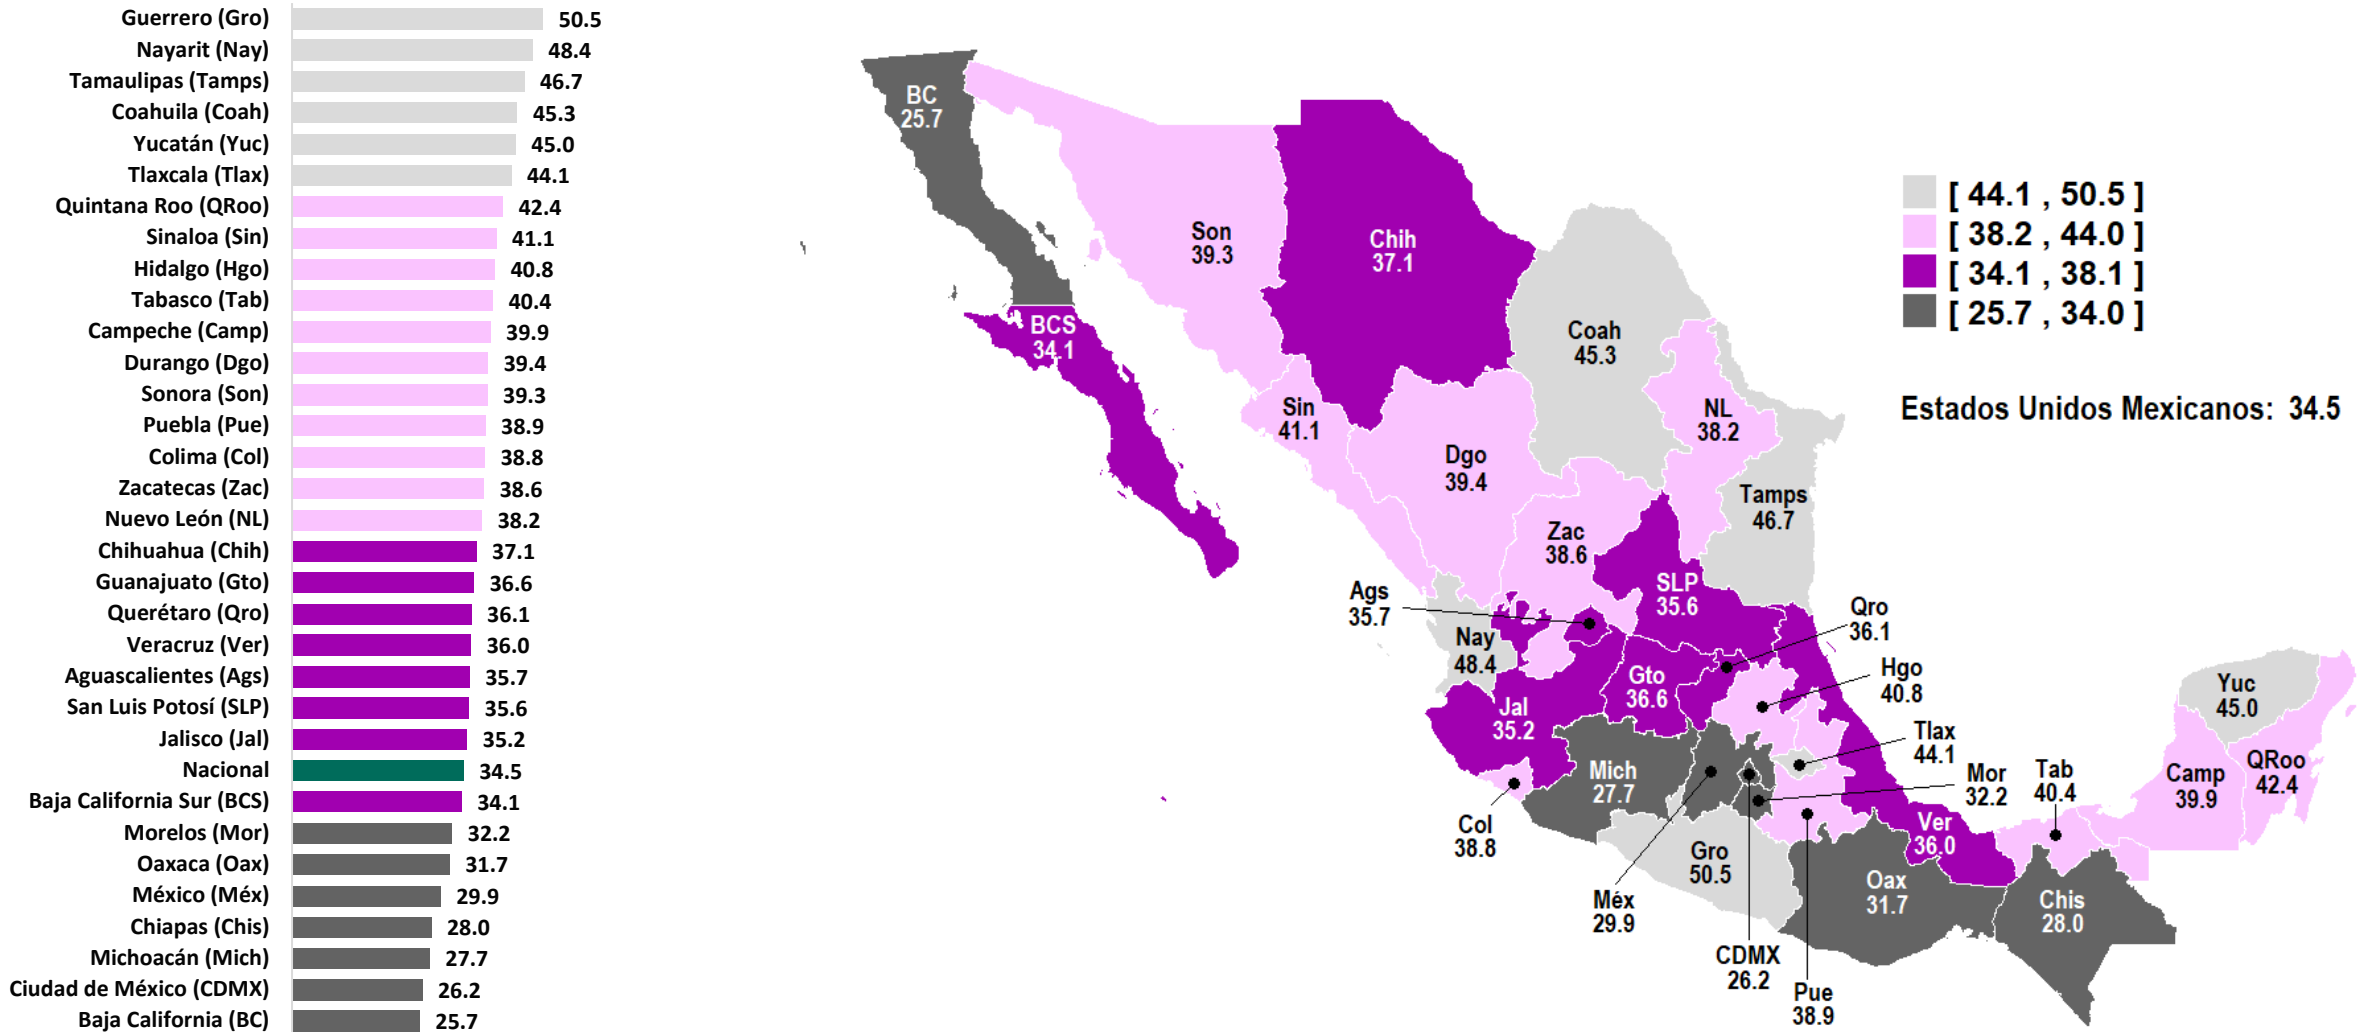 Guerrero (Gro) 50.5
Nayarit (Nay) 48.4
Tamaulipas (Tamps) 46.7
Coahuila (Coah) 45.3
Yucatán (Yuc) 45.0
Tlaxcala (Tlax) 44.1
Quintana Roo (QRoo) 42.4
Sinaloa (Sin) 41.1
Hidalgo (Hgo) 40.8
Tabasco (Tab) 40.4
Campeche (Camp) 39.9
Durango (Dgo) 39.4
Sonora (Son) 39.3
Puebla (Pue) 38.9
Colima (Col) 38.8
Zacatecas (Zac) 38.6
Nuevo León (NL) 38.2
Chihuahua (Chih) 37.1
Guanajuato (Gto) 36.6
Querétaro (Qro) 36.1
Veracruz (Ver) 36.0
Aguascalientes (Ags) 35.7
San Luis Potosí (SLP) 35.6
Jalisco (Jal) 35.2
Nacional 34.5
Baja California Sur (BCS) 34.1
Morelos (Mor) 32.2
Oaxaca (Oax) 31.7
México (Méx) 29.9
Chiapas (Chis) 28.0
Michoacán (Mich) 27.7
Ciudad de México (CDMX) 26.2
Baja California (BC) 25.7
BC
25.7
BCS
34.1
Son
39.3
Chih
37.1
Coah
45.3
Sin
41.1
Dgo
39.4
NL
38.2
Tamps
46.7
Zac
38.6
SLP
35.6
Ags
35.7
Nay
48.4
Jal
35.2
Gto
36.6
Qro
36.1
Hgo
40.8
Tlax
44.1
Mor
32.2
Tab
40.4
Yuc
45.0
QRoo
42.4
Camp
39.9
Mich
27.7
Col
38.8
Gro
50.5
Ver
36.0
Oax
31.7
Chis
28.0
Méx
29.9
CDMX
26.2
Pue
38.9
[ 44.1 , 50.5 ]
[ 38.2 , 44.0 ]
[ 34.1 , 38.1 ]
[ 25.7 , 34.0 ]
Estados Unidos Mexicanos: 34.5